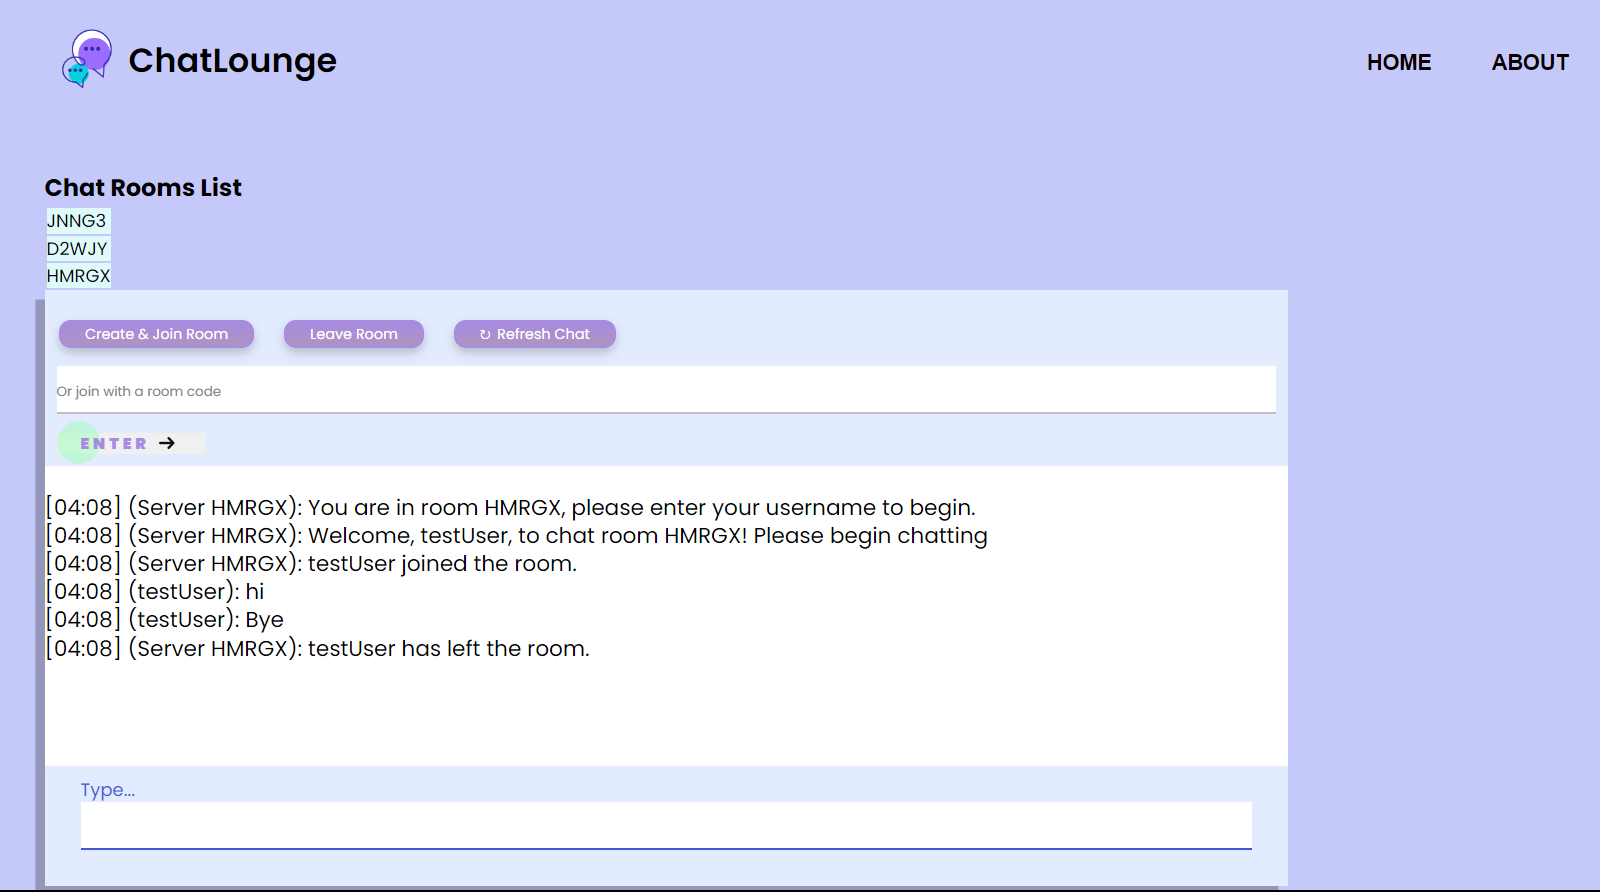 ChatLounge
HOME ABOUT
Chat Rooms List
JNNG3
D2WJY
HMRGX
Create & Join Room Leave Room ↻ Refresh Chat
Or join with a room code
ENTER →
[04:08] (Server HMRGX): You are in room HMRGX, please enter your username to begin.
[04:08] (Server HMRGX): Welcome, testUser, to chat room HMRGX! Please begin chatting
[04:08] (Server HMRGX): testUser joined the room.
[04:08] (testUser): hi
[04:08] (testUser): Bye
[04:08] (Server HMRGX): testUser has left the room.
Type...